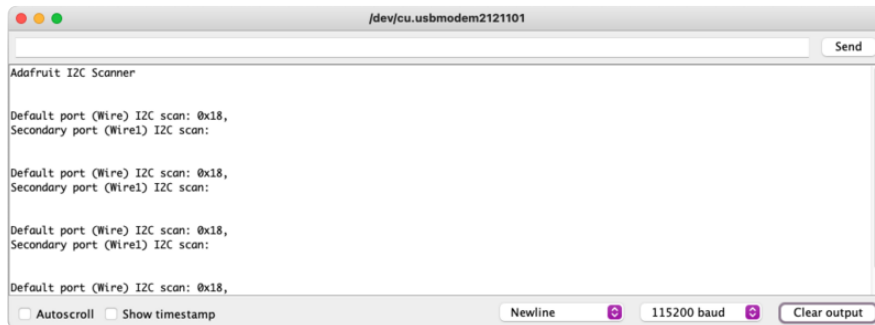 /dev/cu.usbmodem2121101
Send
Adafruit I2C Scanner
Default port (Wire) I2C scan: 0x18,
Secondary port (Wire1) I2C scan:
Default port (Wire) I2C scan: 0x18,
Secondary port (Wire1) I2C scan:
Default port (Wire) I2C scan: 0x18,
Secondary port (Wire1) I2C scan:
Default port (Wire) I2C scan: 0x18,
Autoscroll Show timestamp Newline 115200 baud Clear output